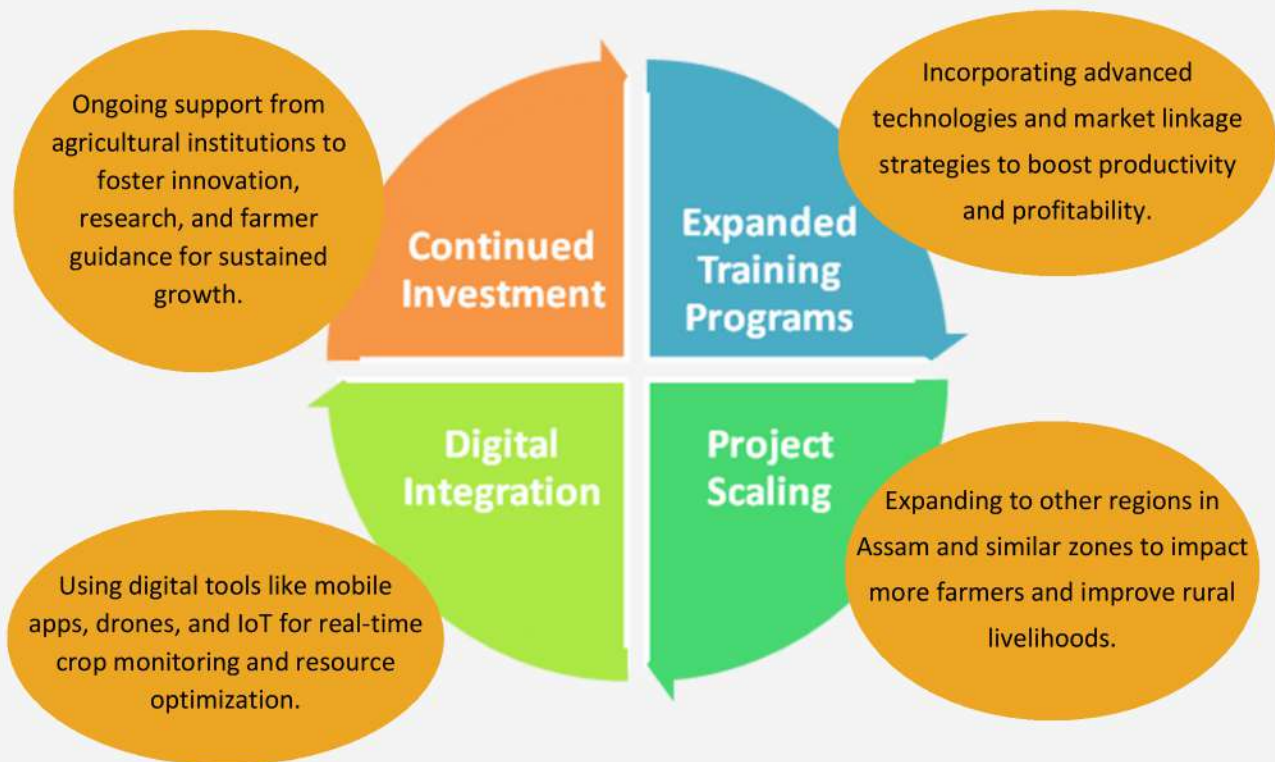 Ongoing support from
agricultural institutions to
foster innovation,
research, and farmer
guidance for sustained
growth.
Continued
Investment
Incorporating advanced
technologies and market linkage
strategies to boost productivity
and profitability.
Expanded
Training
Programs
Digital
Integration
Using digital tools like mobile
apps, drones, and IoT for real-time
crop monitoring and resource
optimization.
Project
Scaling
Expanding to other regions in
Assam and similar zones to impact
more farmers and improve rural
livelihoods.